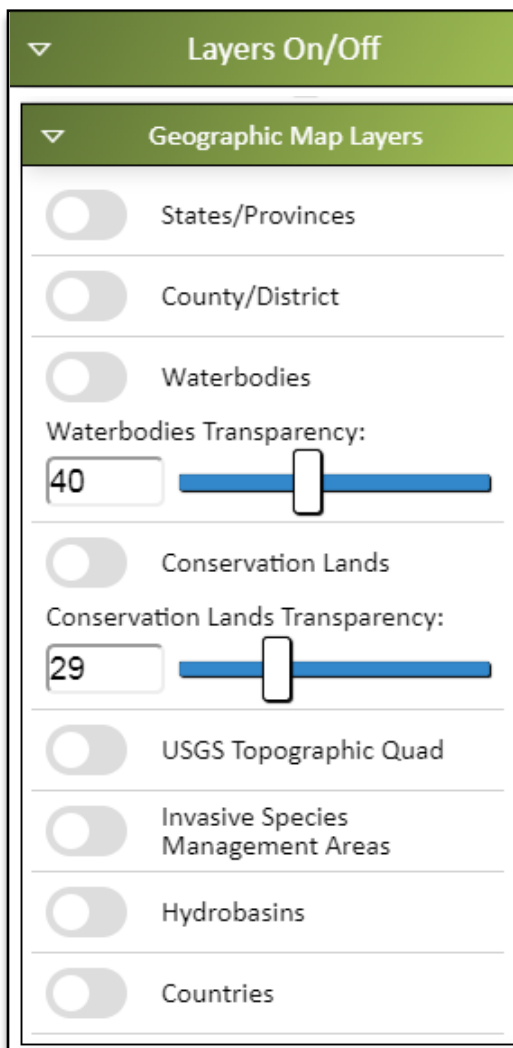 Layers On/Off
Geographic Map Layers
States/Provinces
County/District
Waterbodies
Waterbodies Transparency:
40
Conservation Lands
Conservation Lands Transparency:
29
USGS Topographic Quad
Invasive Species
Management Areas
Hydrobasins
Countries